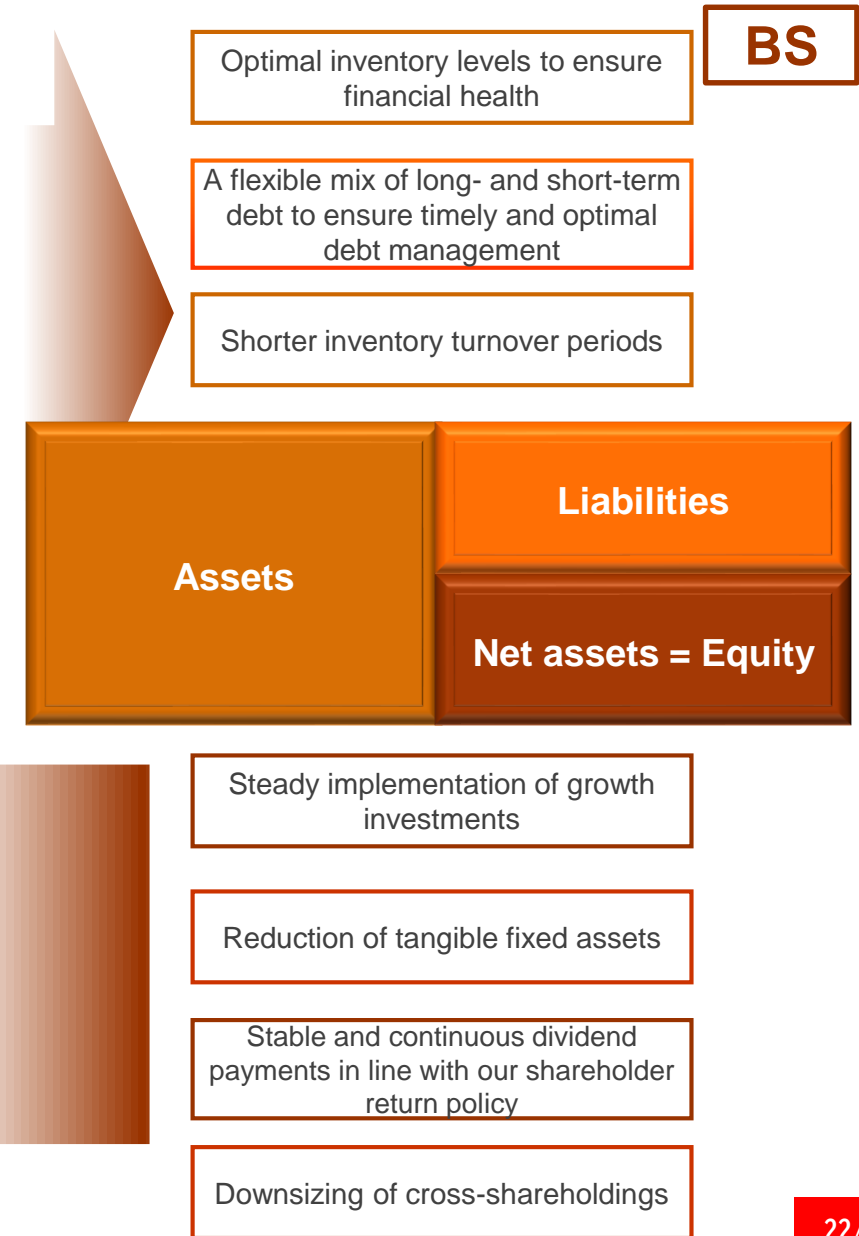 BS
Optimal inventory levels to ensure
financial health
A flexible mix of long- and short-term
debt to ensure timely and optimal
debt management
Shorter inventory turnover periods
Assets
Liabilities
Net assets = Equity
Steady implementation of growth
investments
Reduction of tangible fixed assets
Stable and continuous dividend
payments in line with our shareholder
return policy
Downsizing of cross-shareholdings
22